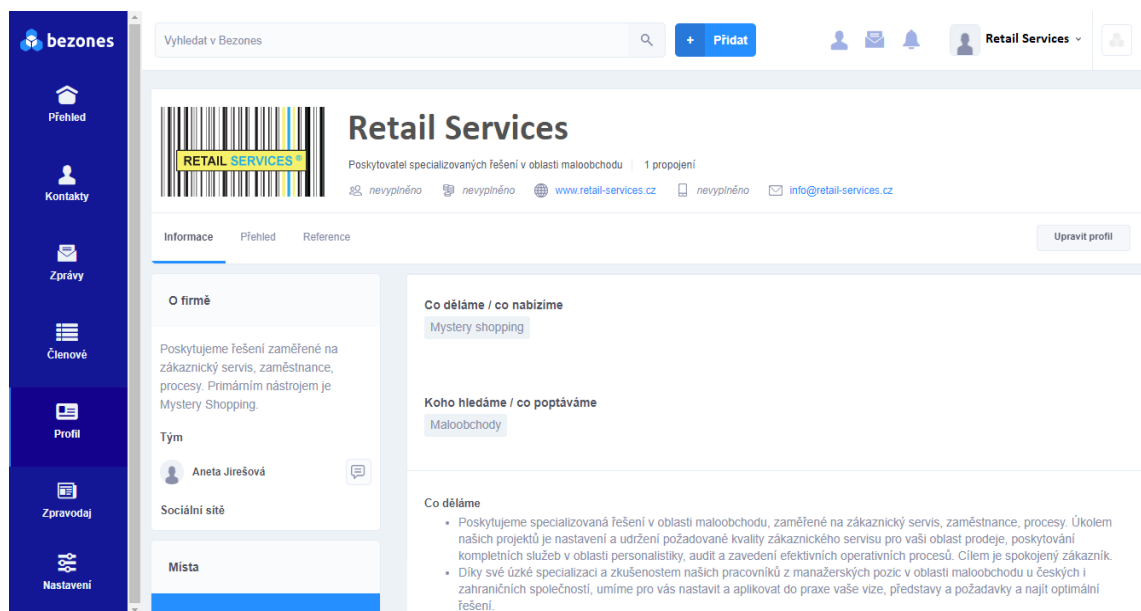 bezones
Vyhledat v Bezones
+ Přidat
Retail Services
Přehled
Kontakty
Zprávy
Členové
Profil
Zpravodaj
Nastavení
RETAIL SERVICES ®
Retail Services
Poskytovatel specializovaných řešení v oblasti maloobchodu 1 propojení
nevyplněno nevyplněno www.retail-services.cz nevyplněno info@retail-services.cz
Informace Přehled Reference
Upravit profil
O firmě
Poskytujeme řešení zaměřené na
zákaznický servis, zaměstnance,
procesy. Primárním nástrojem je
Mystery Shopping.
Tým
Aneta Jirešová
Sociální sítě
Místa
Co děláme / co nabízíme
Mystery shopping
Koho hledáme / co poptáváme
Maloobchody
Co děláme
• Poskytujeme specializovaná řešení v oblasti maloobchodu, zaměřené na zákaznický servis, zaměstnance, procesy. Úkolem
našich projektů je nastavení a udržení požadované kvality zákaznického servisu pro vaši oblast prodeje, poskytování
kompletních služeb v oblasti personalistiky, audit a zavedení efektivních operativních procesů. Cílem je spokojený zákazník.
• Díky své úzké specializaci a zkušenostem našich pracovníků z manažerských pozic v oblasti maloobchodu u českých i
zahraničních společností, umíme pro vás nastavit a aplikovat do praxe vaše vize, představy a požadavky a najít optimální
řešení.